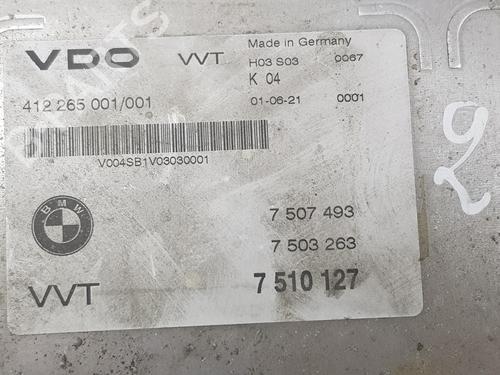 VDO VVT Made in Germany
H03 S03 0067
K 04
412 265 001/001 01-06-21 0001
V004SB1V03030001
BMW
7 507 493
7 503 263
VVT 7 510 127
2